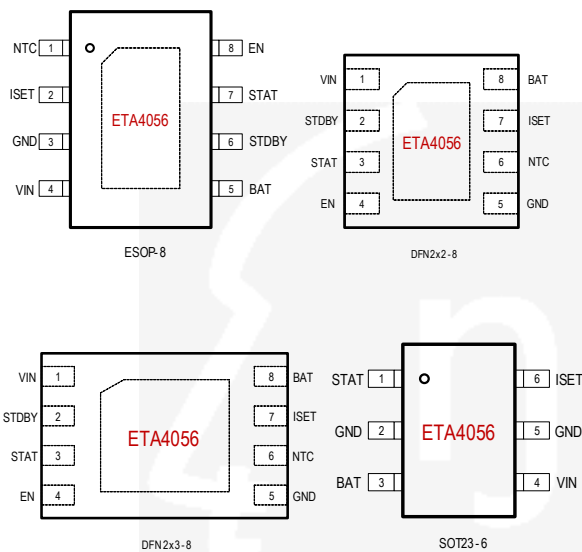 NTC 1 8 EN
ISET 2 7 STAT
ETA4056
GND 3 6 STDBY
VIN 4 5 BAT
ESOP-8
VIN 1 8 BAT
STDBY 2 7 ISET
ETA4056
STAT 3 6 NTC
EN 4 5 GND
DFN2x2-8
VIN 1 8 BAT
STDBY 2 7 ISET
ETA4056
STAT 3 6 NTC
EN 4 5 GND
DFN2x3-8
STAT 1 6 ISET
GND 2 ETA4056 5 GND
BAT 3 4 VIN
SOT23-6